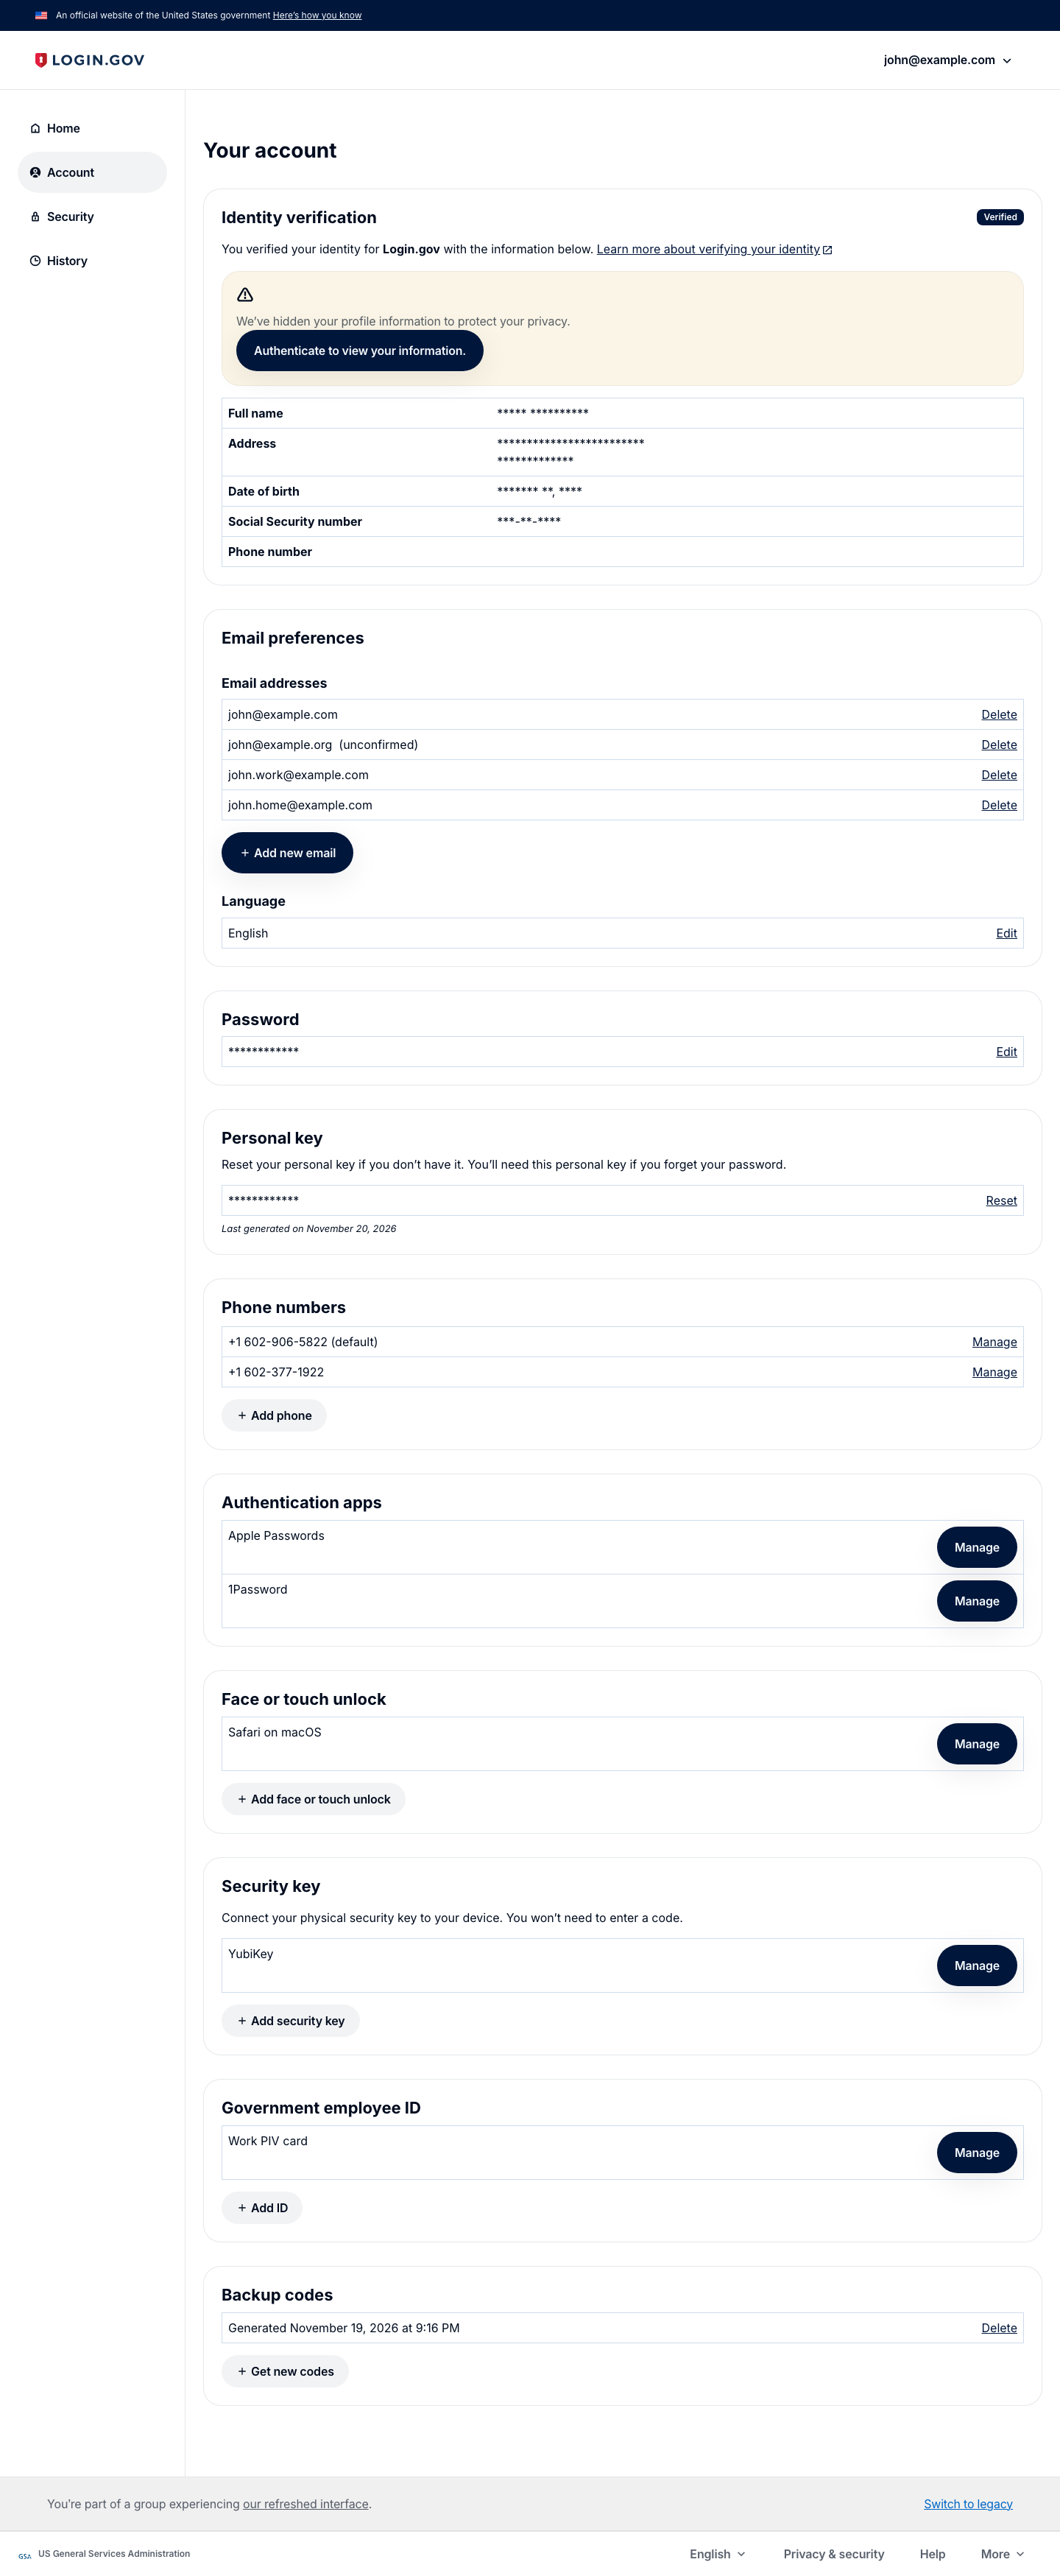 An official website of the United States government Here’s how you know
LOGIN.GOV
john@example.com
Home
Account
Security
History
Your account
Identity verification
Verified
You verified your identity for Login.gov with the information below. Learn more about verifying your identity
We’ve hidden your profile information to protect your privacy.
Authenticate to view your information.
Full name ***** **********
Address *************************
*************
Date of birth ******* **, ****
Social Security number ***-**-****
Phone number
Email preferences
Email addresses
john@example.com Delete
john@example.org (unconfirmed) Delete
john.work@example.com Delete
john.home@example.com Delete
+ Add new email
Language
English Edit
Password
************ Edit
Personal key
Reset your personal key if you don’t have it. You’ll need this personal key if you forget your password.
************ Reset
Last generated on November 20, 2026
Phone numbers
+1 602-906-5822 (default) Manage
+1 602-377-1922 Manage
+ Add phone
Authentication apps
Apple Passwords Manage
1Password Manage
Face or touch unlock
Safari on macOS Manage
+ Add face or touch unlock
Security key
Connect your physical security key to your device. You won’t need to enter a code.
YubiKey Manage
+ Add security key
Government employee ID
Work PIV card Manage
+ Add ID
Backup codes
Generated November 19, 2026 at 9:16 PM Delete
+ Get new codes
You’re part of a group experiencing our refreshed interface. Switch to legacy
GSA US General Services Administration English Privacy & security Help More